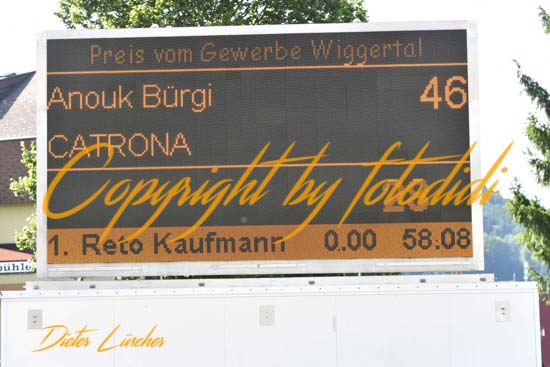 Preis vom Gewerbe Wiggertal
Anouk Bürgi 46
CATRONA
Copyright by fotodidi
1. Reto Kaufmann 0.00 58:08
Dieter Lüscher